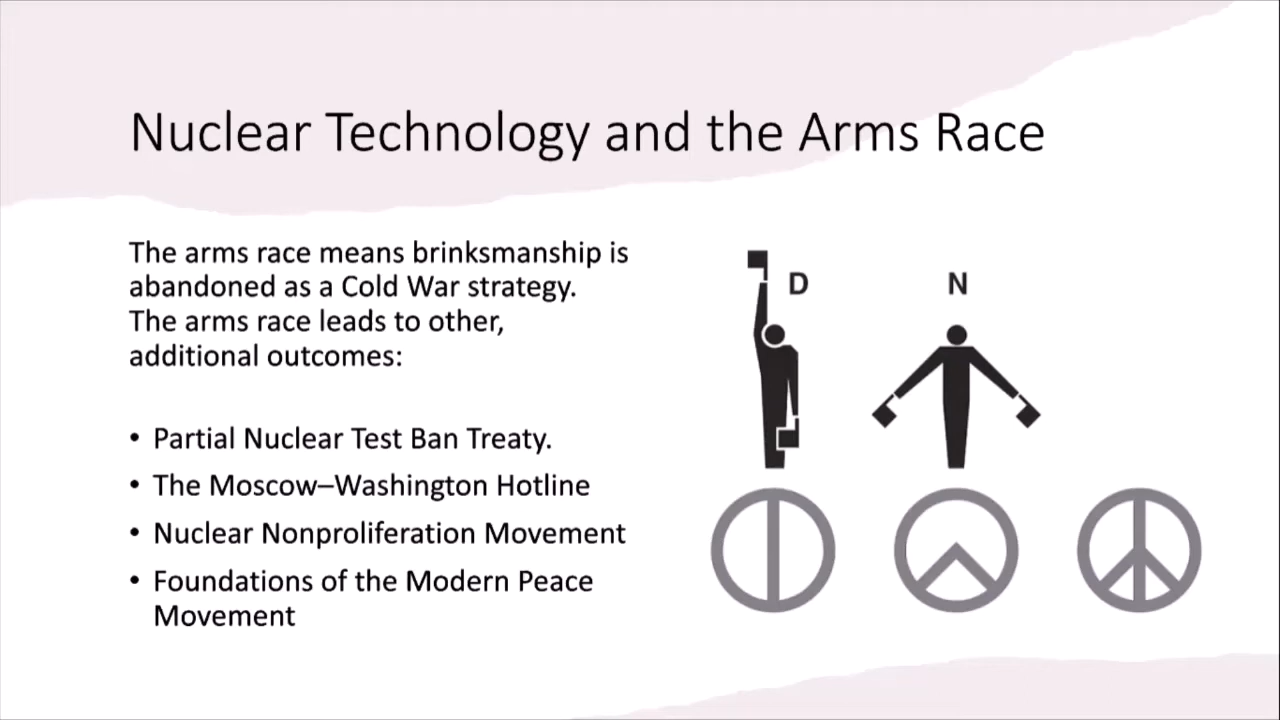 Nuclear Technology and the Arms Race
The arms race means brinksmanship is
abandoned as a Cold War strategy.
The arms race leads to other,
additional outcomes:
• Partial Nuclear Test Ban Treaty.
• The Moscow–Washington Hotline
• Nuclear Nonproliferation Movement
• Foundations of the Modern Peace
Movement
D
N